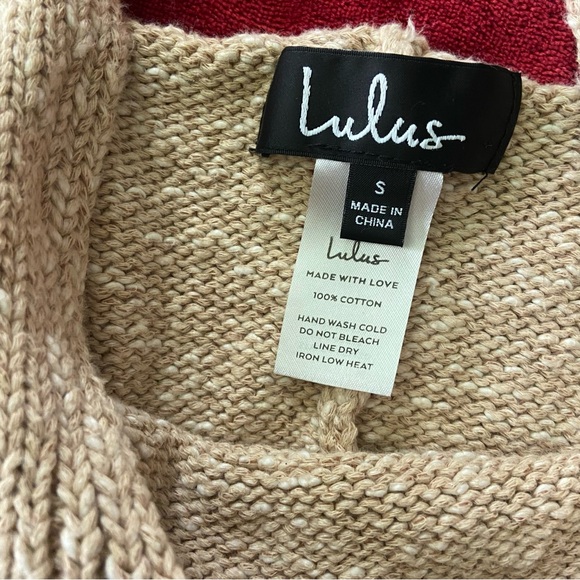 Lulus
S
MADE IN
CHINA
Lulus
MADE WITH LOVE
100% COTTON
HAND WASH COLD
DO NOT BLEACH
LINE DRY
IRON LOW HEAT